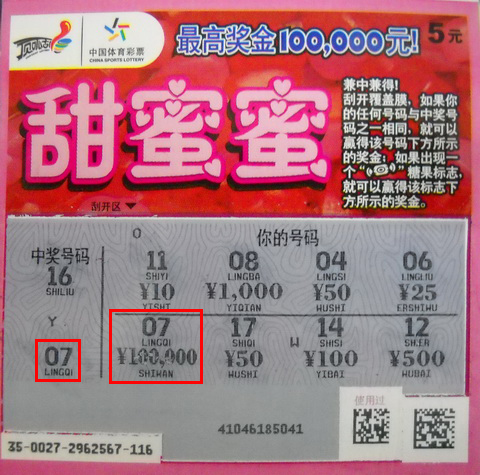 顶呱刮
中国体育彩票
CHINA SPORTS LOTTERY
最高奖金100,000元!
5元
甜蜜蜜
兼中兼得!
刮开覆盖膜，如果你
的任何号码与中奖号
码之一相同，就可以
赢得该号码下方所示
的奖金；如果出现一
个“ ”糖果标志，
就可以赢得该标志下
方所示的奖金。
刮开区
O
你的号码
中奖号码
16
SHILIU
Y
07
LINGQI
11 08 04 06
SHIYI LINGBA LINGSI LINGLIU
¥10 ¥1,000 ¥50 ¥25
YISHI YIQIAN WUSHI ERSHIWU
07 17 W 14 12
LINGQI SHIQI SHISI SHIER
¥100,000 ¥50 ¥100 ¥500
SHIWAN WUSHI YIBAI WUBAI
使用过
41046185041
35-0027-2962567-116